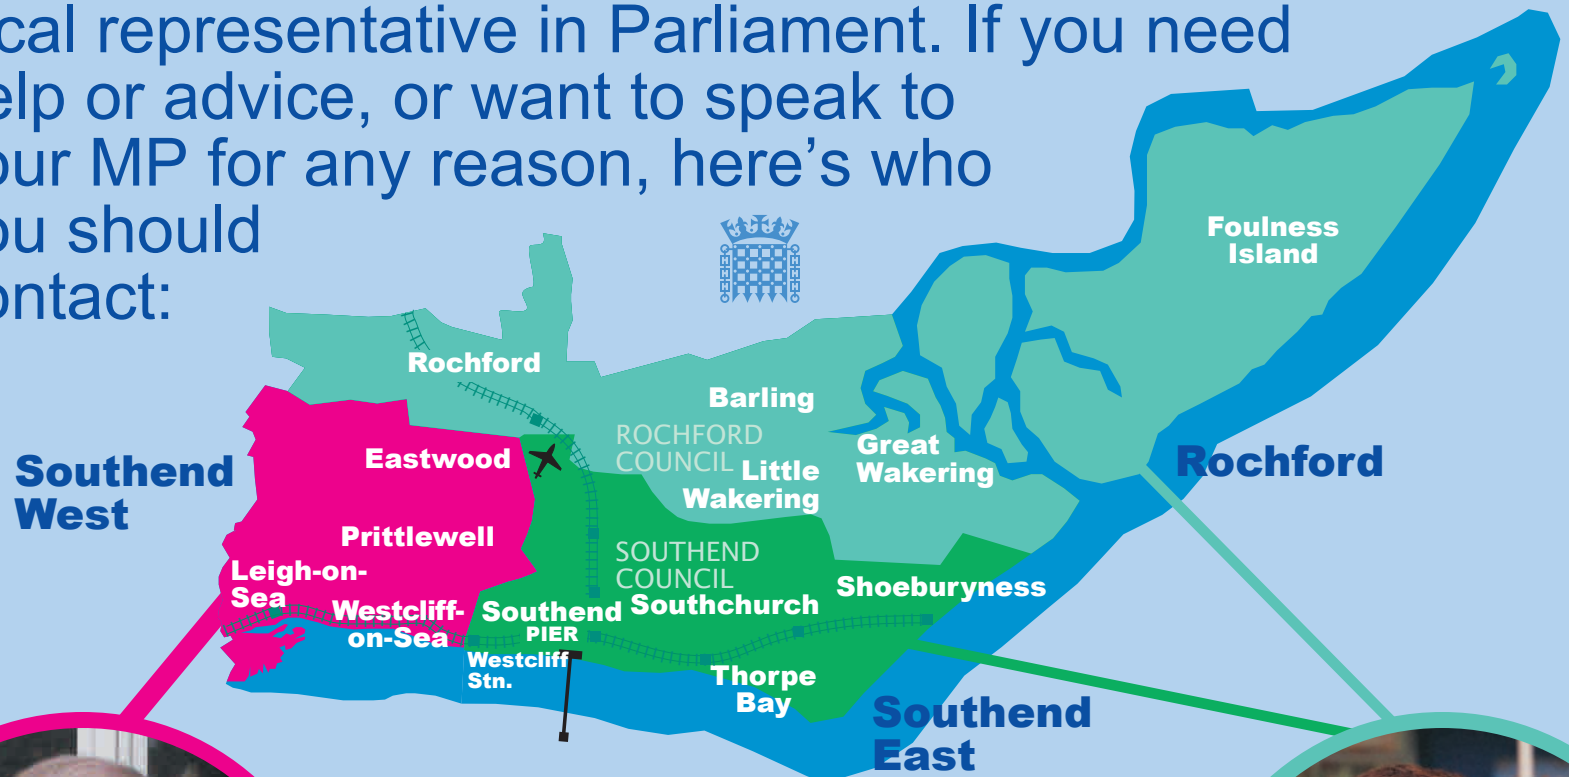 cal representative in Parliament. If you need
elp or advice, or want to speak to
our MP for any reason, here's who
ou should
ontact:
Foulness
Island
Rochford
Barling
ROCHFORD
COUNCIL
Great
Wakering
Little
Wakering
Rochford
Eastwood
Southend
West
Prittlewell
SOUTHEND
COUNCIL
Leigh-on-
Sea
Westcliff-
on-Sea
Southend
PIER
Southchurch
Shoeburyness
Westcliff
Stn.
Thorpe
Bay
Southend
East